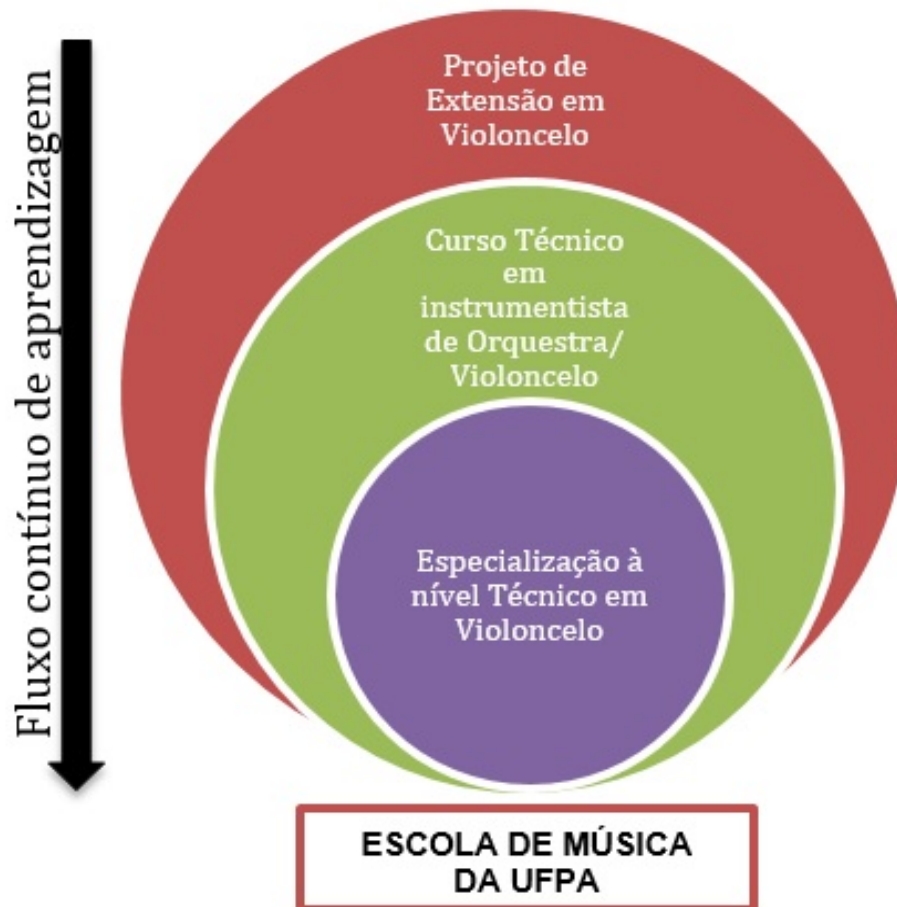 Fluxo contínuo de aprendizagem
Projeto de
Extensão em
Violoncelo
Curso Técnico
em
instrumentista
de Orquestra/
Violoncelo
Especialização à
nível Técnico em
Violoncelo
ESCOLA DE MÚSICA
DA UFPA